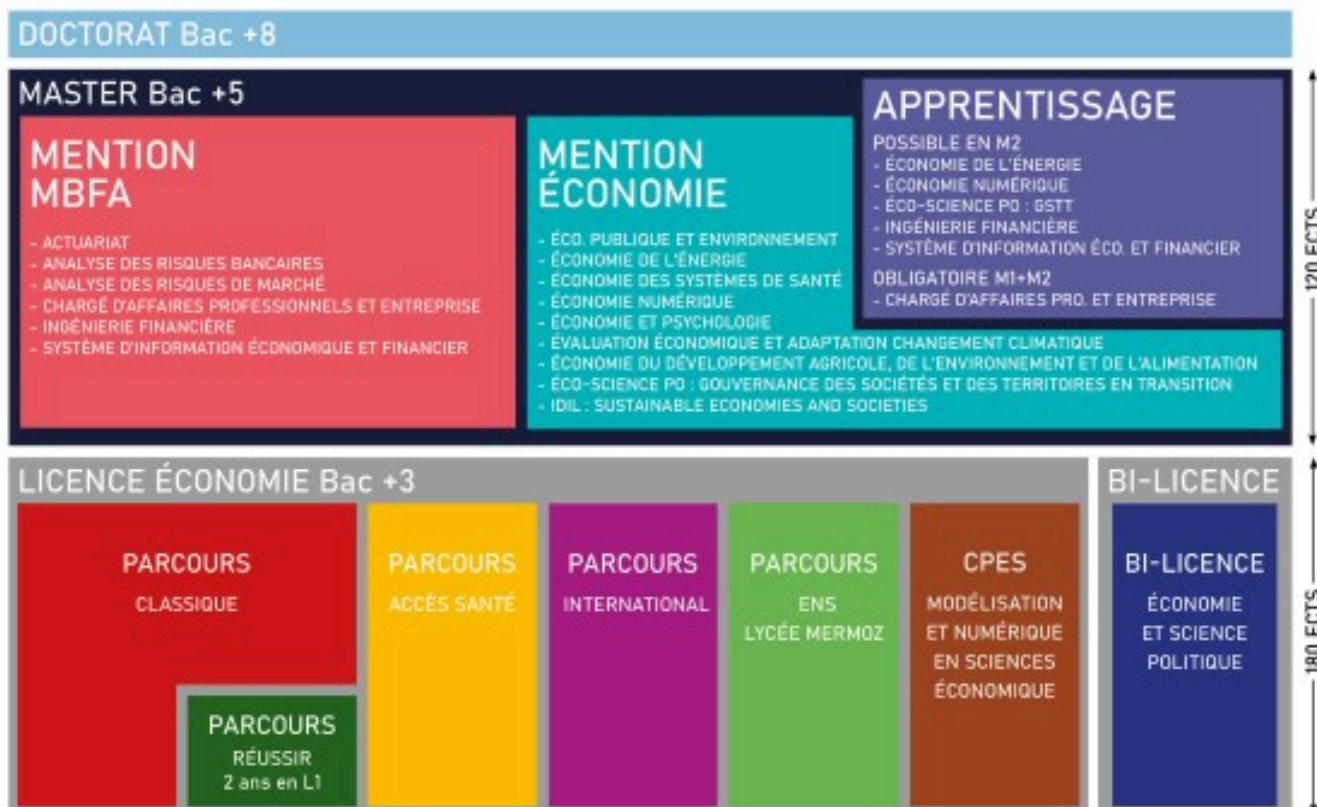 DOCTORAT Bac +8
MASTER Bac +5
MENTION
MBFA
- ACTUARIAT
- ANALYSE DES RISQUES BANCAIRES
- ANALYSE DES RISQUES DE MARCHÉ
- CHARGÉ D'AFFAIRES PROFESSIONNELS ET ENTREPRISE
- INGÉNIERIE FINANCIÈRE
- SYSTÈME D'INFORMATION ÉCONOMIQUE ET FINANCIER
MENTION
ÉCONOMIE
- ÉCO. PUBLIQUE ET ENVIRONNEMENT
- ÉCONOMIE DE L'ÉNERGIE
- ÉCONOMIE DES SYSTÈMES DE SANTÉ
- ÉCONOMIE NUMÉRIQUE
- ÉCONOMIE ET PSYCHOLOGIE
- ÉVALUATION ÉCONOMIQUE ET ADAPTATION CHANGEMENT CLIMATIQUE
- ÉCONOMIE DU DÉVELOPPEMENT AGRICOLE, DE L'ENVIRONNEMENT ET DE L'ALIMENTATION
- ÉCO-SCIENCE PO : GOUVERNANCE DES SOCIÉTÉS ET DES TERRITOIRES EN TRANSITION
- IDIL : SUSTAINABLE ECONOMIES AND SOCIETIES
APPRENTISSAGE
POSSIBLE EN M2
- ÉCONOMIE DE L'ÉNERGIE
- ÉCONOMIE NUMÉRIQUE
- ÉCO-SCIENCE PO : GSTT
- INGÉNIERIE FINANCIÈRE
- SYSTÈME D'INFORMATION ÉCO. ET FINANCIER
OBLIGATOIRE M1+M2
- CHARGÉ D'AFFAIRES PRO. ET ENTREPRISE
120 ECTS
LICENCE ÉCONOMIE Bac +3
PARCOURS
CLASSIQUE
PARCOURS
RÉUSSIR
2 ans en L1
PARCOURS
ACCÈS SANTÉ
PARCOURS
INTERNATIONAL
PARCOURS
ENS
LYCÉE MERMOZ
CPES
MODÉLISATION
ET NUMÉRIQUE
EN SCIENCES
ÉCONOMIQUE
BI-LICENCE
BI-LICENCE
ÉCONOMIE
ET SCIENCE
POLITIQUE
180 ECTS